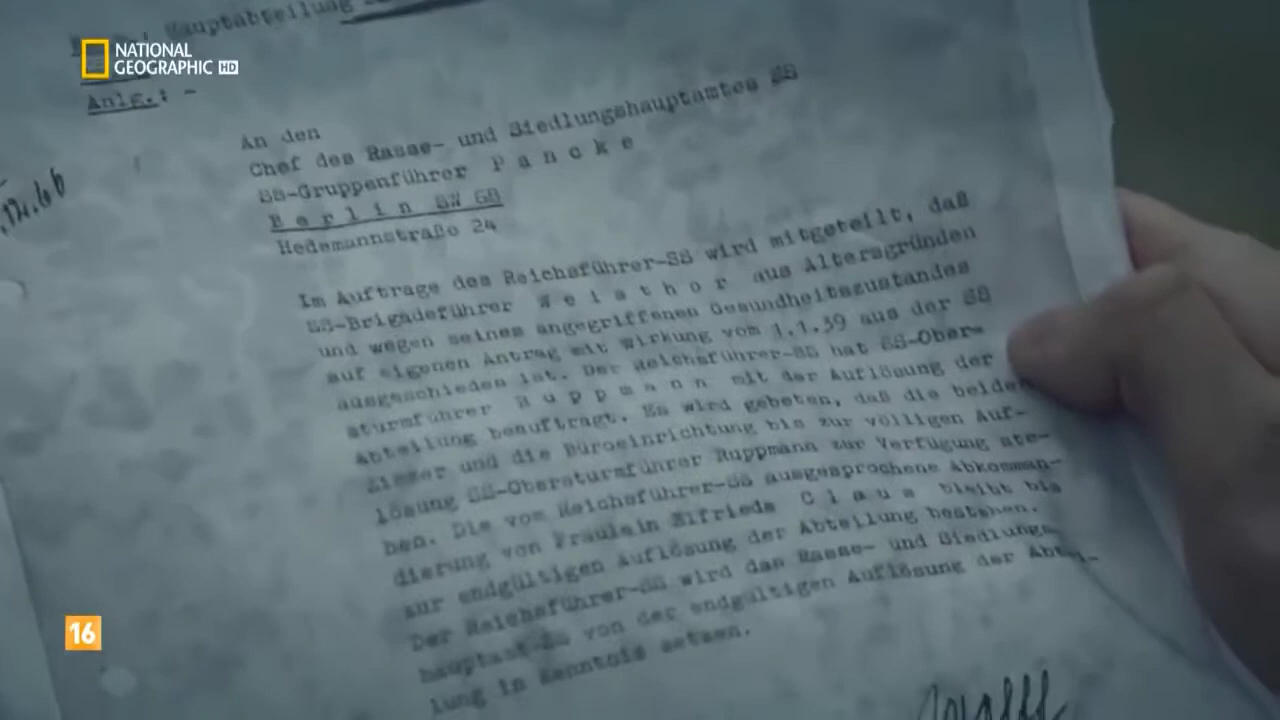 Hauptabteilung
NATIONAL
GEOGRAPHIC HD
Anlg.: -
An den
Chef des Rasse- und Siedlungshauptamtes SS
SS-Gruppenführer P a n c k e
B e r l i n SW 68
Hedemannstraße 24
Im Auftrage des Reichsführer-SS wird mitgeteilt, daß
SS-Brigadeführer W e i s t h o r aus Altersgründen
und wegen seines angegriffenen Gesundheitszustandes
auf eigenen Antrag mit Wirkung vom 1.1.39 aus der SS
ausgeschieden ist. Der Reichsführer-SS hat SS-Ober-
sturmführer R u p p m a n n mit der Auflösung der
Abteilung beauftragt. Es wird gebeten, daß die beiden
Zimmer und die Büroeinrichtung bis zur völligen Auf-
lösung SS-Obersturmführer Ruppmann zur Verfügung ste-
hen. Die vom Reichsführer-SS ausgesprochene Abkomman-
dierung von Fräulein Elfriede C l a u s bleibt bis
zur endgültigen Auflösung der Abteilung bestehen.
Der Reichsführer-SS wird das Rasse- und Siedlungs-
hauptamt-SS von der endgültigen Auflösung der Abtei-
lung in Kenntnis setzen.
16